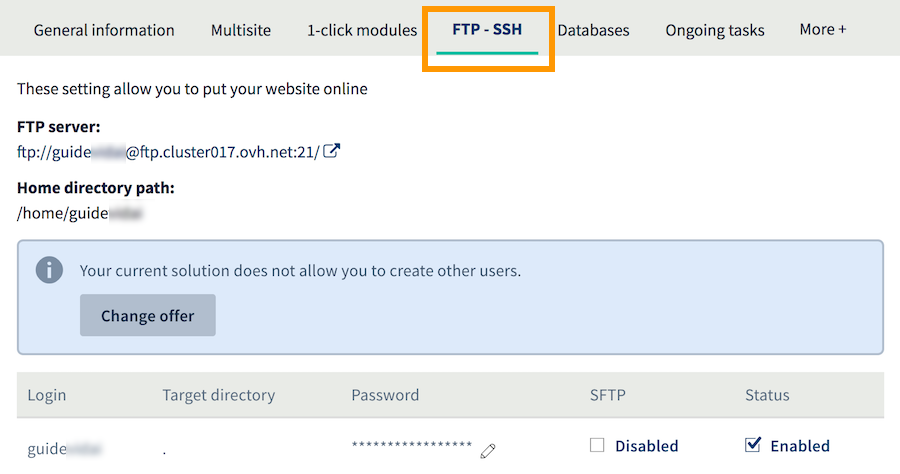 General information Multisite 1-click modules FTP - SSH Databases Ongoing tasks More +
These setting allow you to put your website online
FTP server:
ftp://guide @ftp.cluster017.ovh.net:21/
Home directory path:
/home/guide
Your current solution does not allow you to create other users.
Change offer
Login Target directory Password SFTP Status
guide . ***************** Disabled Enabled